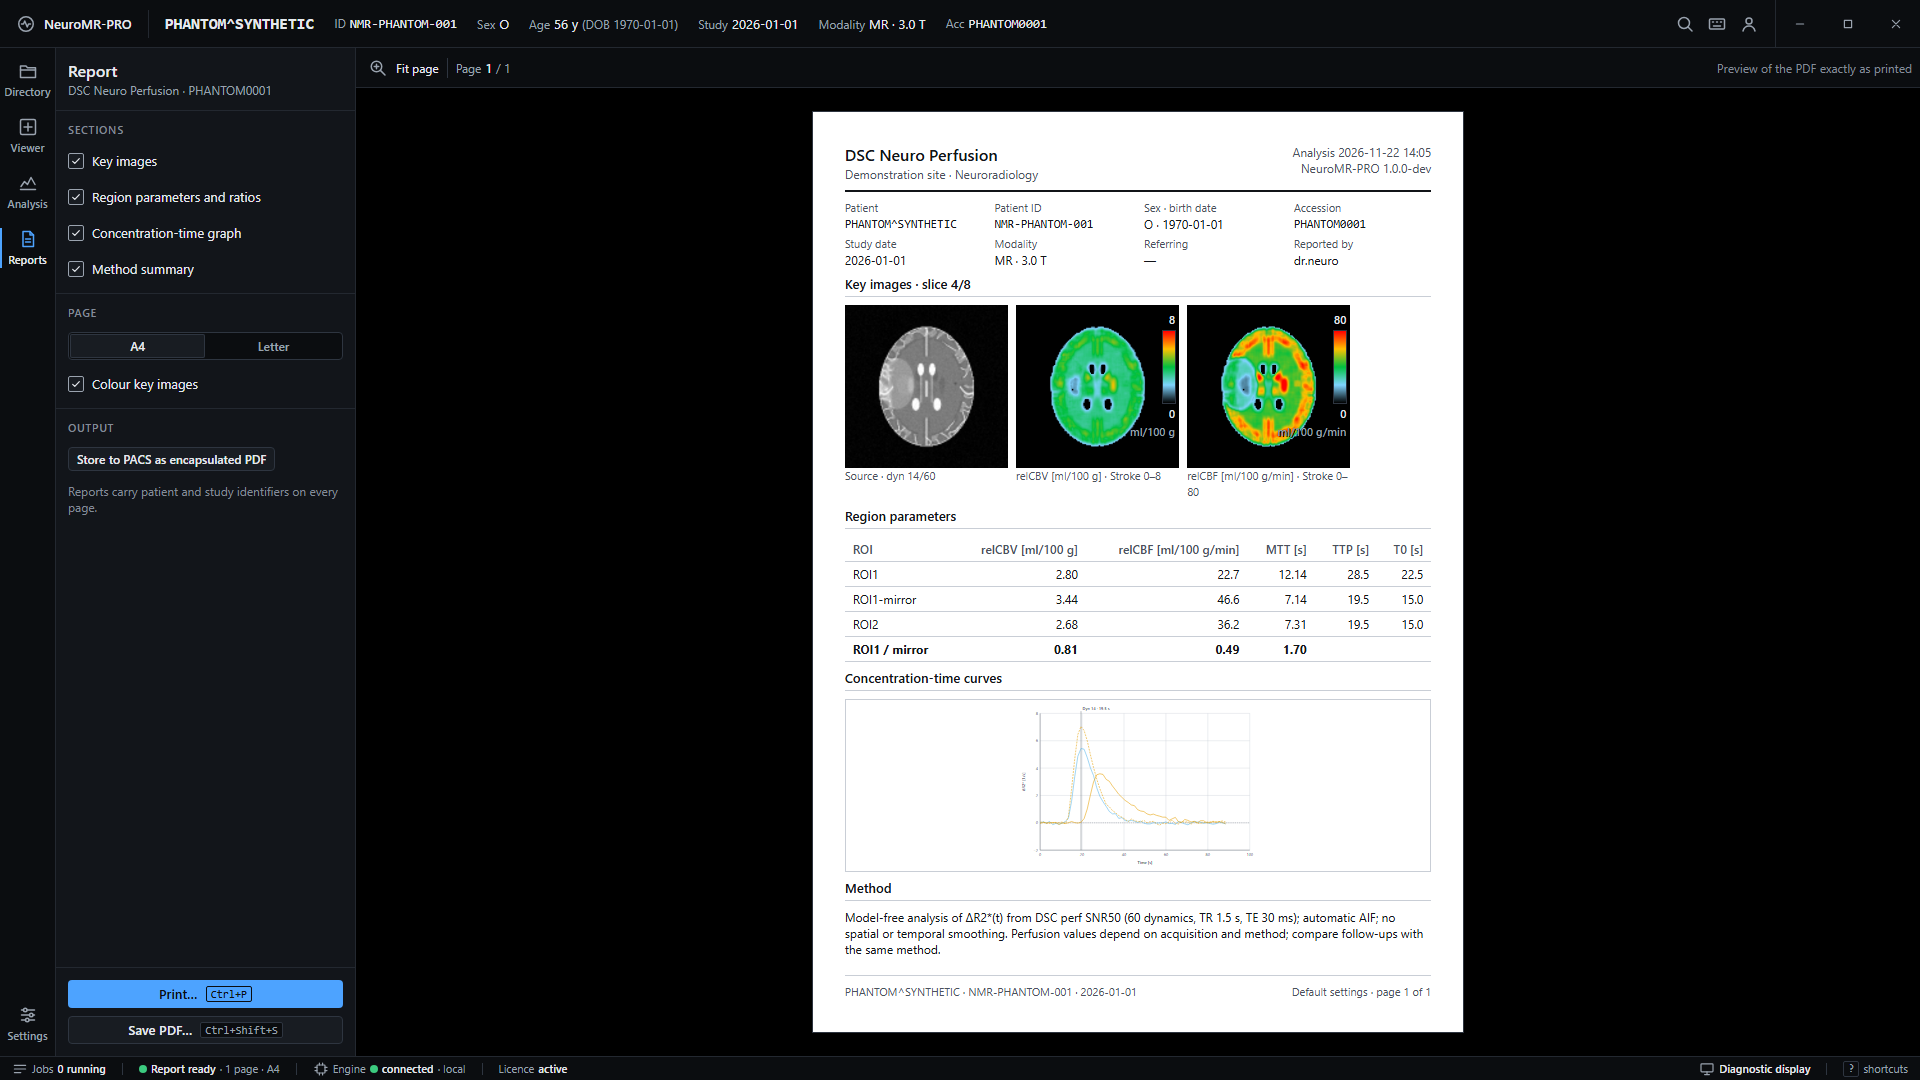 NeuroMR-PRO PHANTOM^SYNTHETIC ID NMR-PHANTOM-001 Sex O Age 56 y (DOB 1970-01-01) Study 2026-01-01 Modality MR · 3.0 T Acc PHANTOM0001
Directory
Viewer
Analysis
Reports
Settings
Report
DSC Neuro Perfusion · PHANTOM0001
SECTIONS
Key images
Region parameters and ratios
Concentration-time graph
Method summary
PAGE
A4 Letter
Colour key images
OUTPUT
Store to PACS as encapsulated PDF
Reports carry patient and study identifiers on every
page.
Print... Ctrl+P
Save PDF... Ctrl+Shift+S
Fit page Page 1 / 1 Preview of the PDF exactly as printed
DSC Neuro Perfusion Analysis 2026-11-22 14:05
Demonstration site · Neuroradiology NeuroMR-PRO 1.0.0-dev
Patient Patient ID Sex · birth date Accession
PHANTOM^SYNTHETIC NMR-PHANTOM-001 O · 1970-01-01 PHANTOM0001
Study date Modality Referring Reported by
2026-01-01 MR · 3.0 T — dr.neuro
Key images · slice 4/8
8 80
0 0
ml/100 g ml/100 g/min
Source · dyn 14/60 relCBV [ml/100 g] · Stroke 0–8 relCBF [ml/100 g/min] · Stroke 0–
80
Region parameters
ROI relCBV [ml/100 g] relCBF [ml/100 g/min] MTT [s] TTP [s] T0 [s]
ROI1 2.80 22.7 12.14 28.5 22.5
ROI1-mirror 3.44 46.6 7.14 19.5 15.0
ROI2 2.68 36.2 7.31 19.5 15.0
ROI1 / mirror 0.81 0.49 1.70
Concentration-time curves
Dyn 14 · 19.5 s
0 20 40 60 80 100
Time [s]
Method
Model-free analysis of ΔR2*(t) from DSC perf SNR50 (60 dynamics, TR 1.5 s, TE 30 ms); automatic AIF; no
spatial or temporal smoothing. Perfusion values depend on acquisition and method; compare follow-ups with
the same method.
PHANTOM^SYNTHETIC · NMR-PHANTOM-001 · 2026-01-01 Default settings · page 1 of 1
Jobs 0 running Report ready · 1 page · A4 Engine connected · local Licence active Diagnostic display ? shortcuts